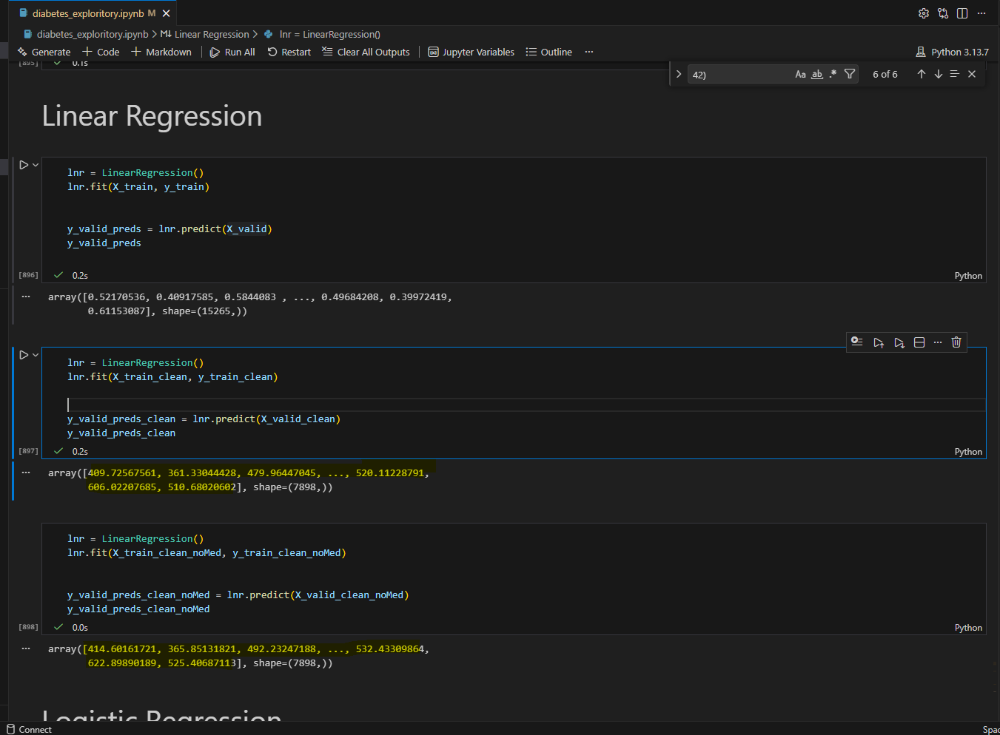 diabetes_exploritory.ipynb M
diabetes_exploritory.ipynb > M↓ Linear Regression > lnr = LinearRegression()
Generate + Code + Markdown | Run All Restart Clear All Outputs | Jupyter Variables Outline ... Python 3.13.7
[895] 0.1s
42) Aa ab .* 6 of 6
Linear Regression
lnr = LinearRegression()
lnr.fit(X_train, y_train)
y_valid_preds = lnr.predict(X_valid)
y_valid_preds
[896] 0.2s Python
... array([0.52170536, 0.40917585, 0.5844083 , ..., 0.49684208, 0.39972419,
0.61153087], shape=(15265,))
lnr = LinearRegression()
lnr.fit(X_train_clean, y_train_clean)
y_valid_preds_clean = lnr.predict(X_valid_clean)
y_valid_preds_clean
[897] 0.2s Python
... array([409.72567561, 361.33044428, 479.96447045, ..., 520.11228791,
606.02207685, 510.68020602], shape=(7898,))
lnr = LinearRegression()
lnr.fit(X_train_clean_noMed, y_train_clean_noMed)
y_valid_preds_clean_noMed = lnr.predict(X_valid_clean_noMed)
y_valid_preds_clean_noMed
[898] 0.0s Python
... array([414.60161721, 365.85131821, 492.23247188, ..., 532.43309864,
622.89890189, 525.40687113], shape=(7898,))
Logistic Regression
Connect Spac